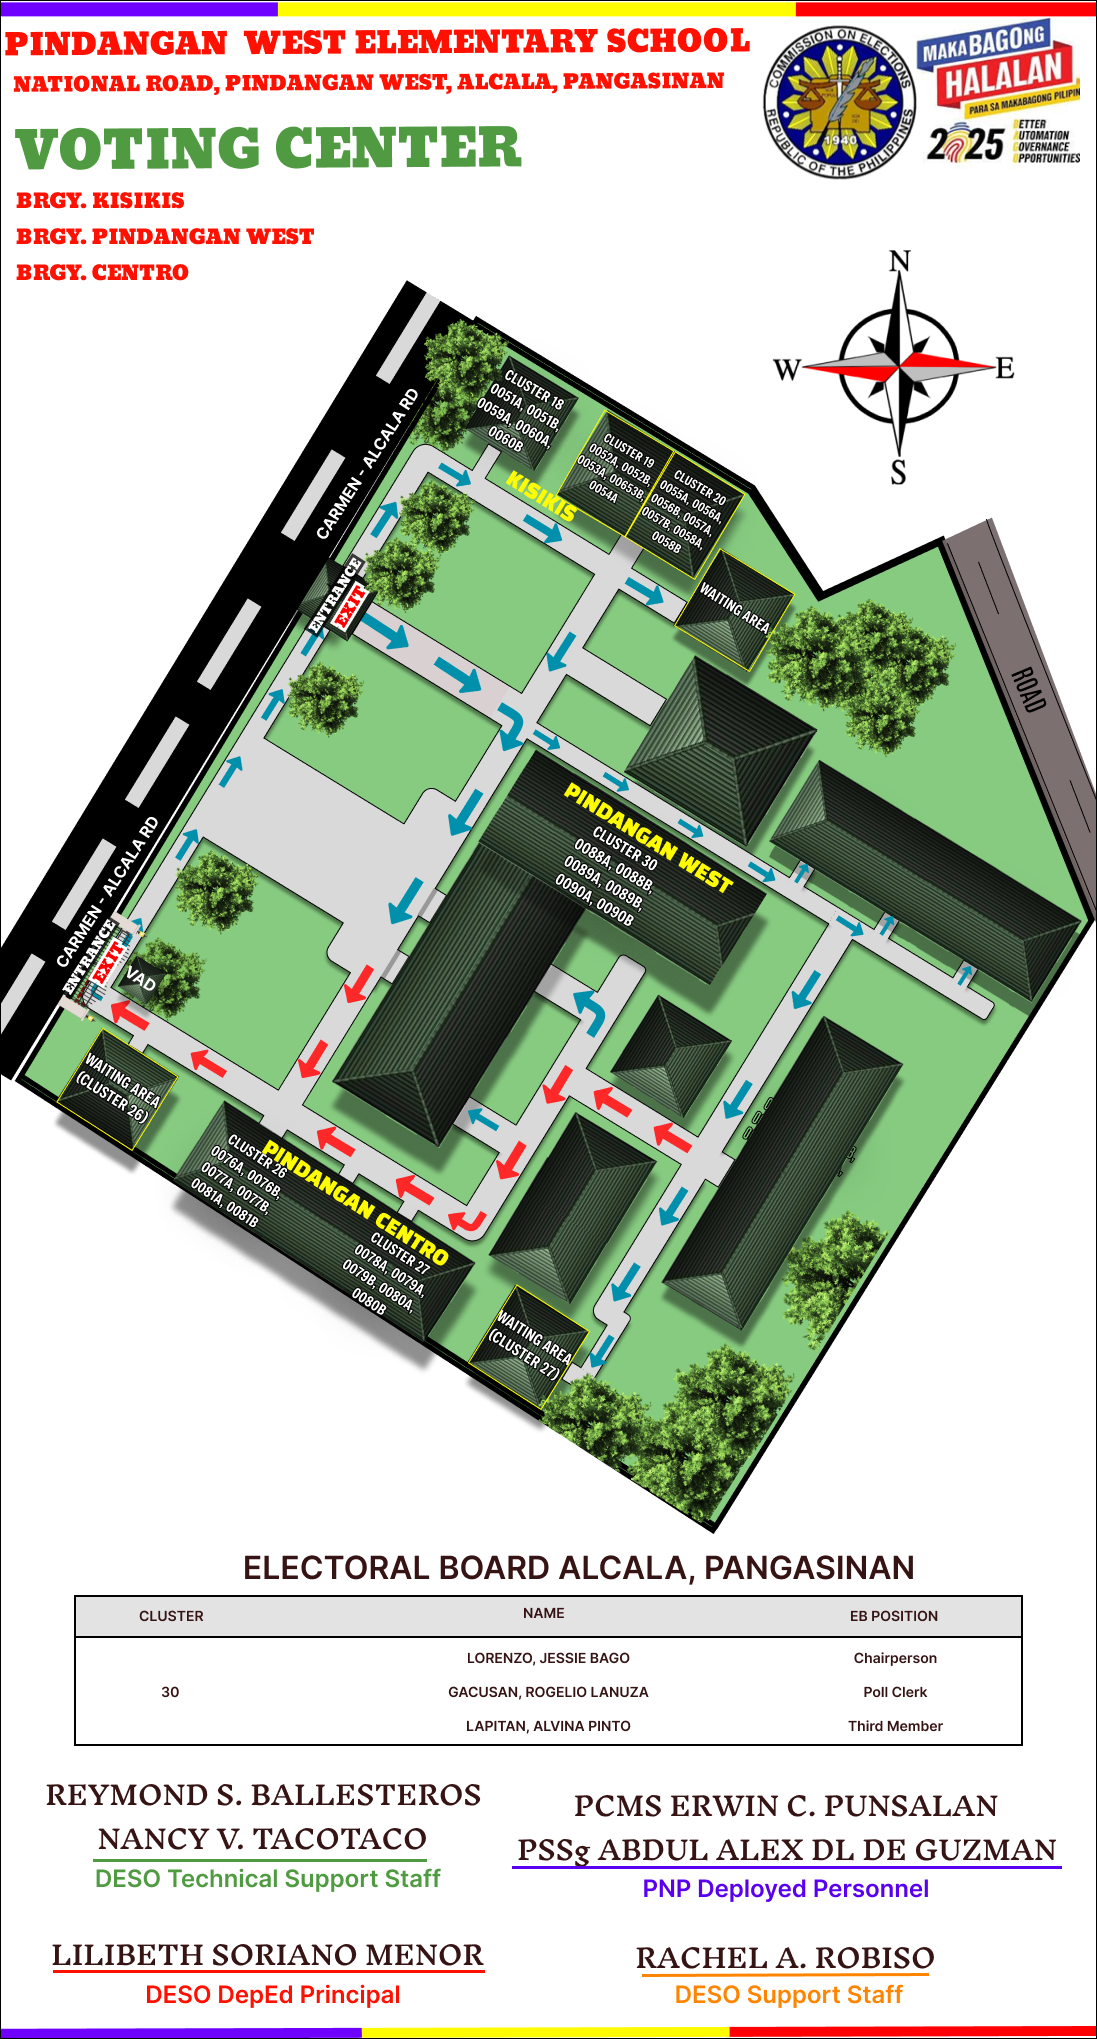 PINDANGAN WEST ELEMENTARY SCHOOL
NATIONAL ROAD, PINDANGAN WEST, ALCALA, PANGASINAN
VOTING CENTER
BRGY. KISIKIS
BRGY. PINDANGAN WEST
BRGY. CENTRO
COMMISSION ON ELECTIONS
1940
REPUBLIC OF THE PHILIPPINES
MAKABAGONG
HALALAN
PARA SA MAKABAGONG PILIPIN
2025
BETTER
AUTOMATION
GOVERNANCE
OPPORTUNITIES
N
W
E
S
CARMEN - ALCALA RD
CLUSTER 18
0051A, 0051B,
0059A, 0060A,
0060B
CLUSTER 19
0052A, 0052B
0053A, 00653B,
0054A
CLUSTER 20
0055A, 0056A,
0056B, 0057A,
0057B, 0058A,
0058B
KISIKIS
WAITING AREA
ENTRANCE
EXIT
ROAD
PINDANGAN WEST
CLUSTER 30
0088A, 0088B,
0089A, 0089B,
0090A, 0090B
CARMEN - ALCALA RD
ENTRANCE
EXIT
VAD
WAITING AREA
(CLUSTER 26)
PINDANGAN CENTRO
CLUSTER 26
0076A, 0076B,
0077A, 0077B,
0081A, 0081B
CLUSTER 27
0078A, 0079A,
0079B, 0080A,
0080B
WAITING AREA
(CLUSTER 27)
ELECTORAL BOARD ALCALA, PANGASINAN
CLUSTER NAME EB POSITION
LORENZO, JESSIE BAGO Chairperson
30 GACUSAN, ROGELIO LANUZA Poll Clerk
LAPITAN, ALVINA PINTO Third Member
REYMOND S. BALLESTEROS
NANCY V. TACOTACO
DESO Technical Support Staff
PCMS ERWIN C. PUNSALAN
PSSg ABDUL ALEX DL DE GUZMAN
PNP Deployed Personnel
LILIBETH SORIANO MENOR
DESO DepEd Principal
RACHEL A. ROBISO
DESO Support Staff